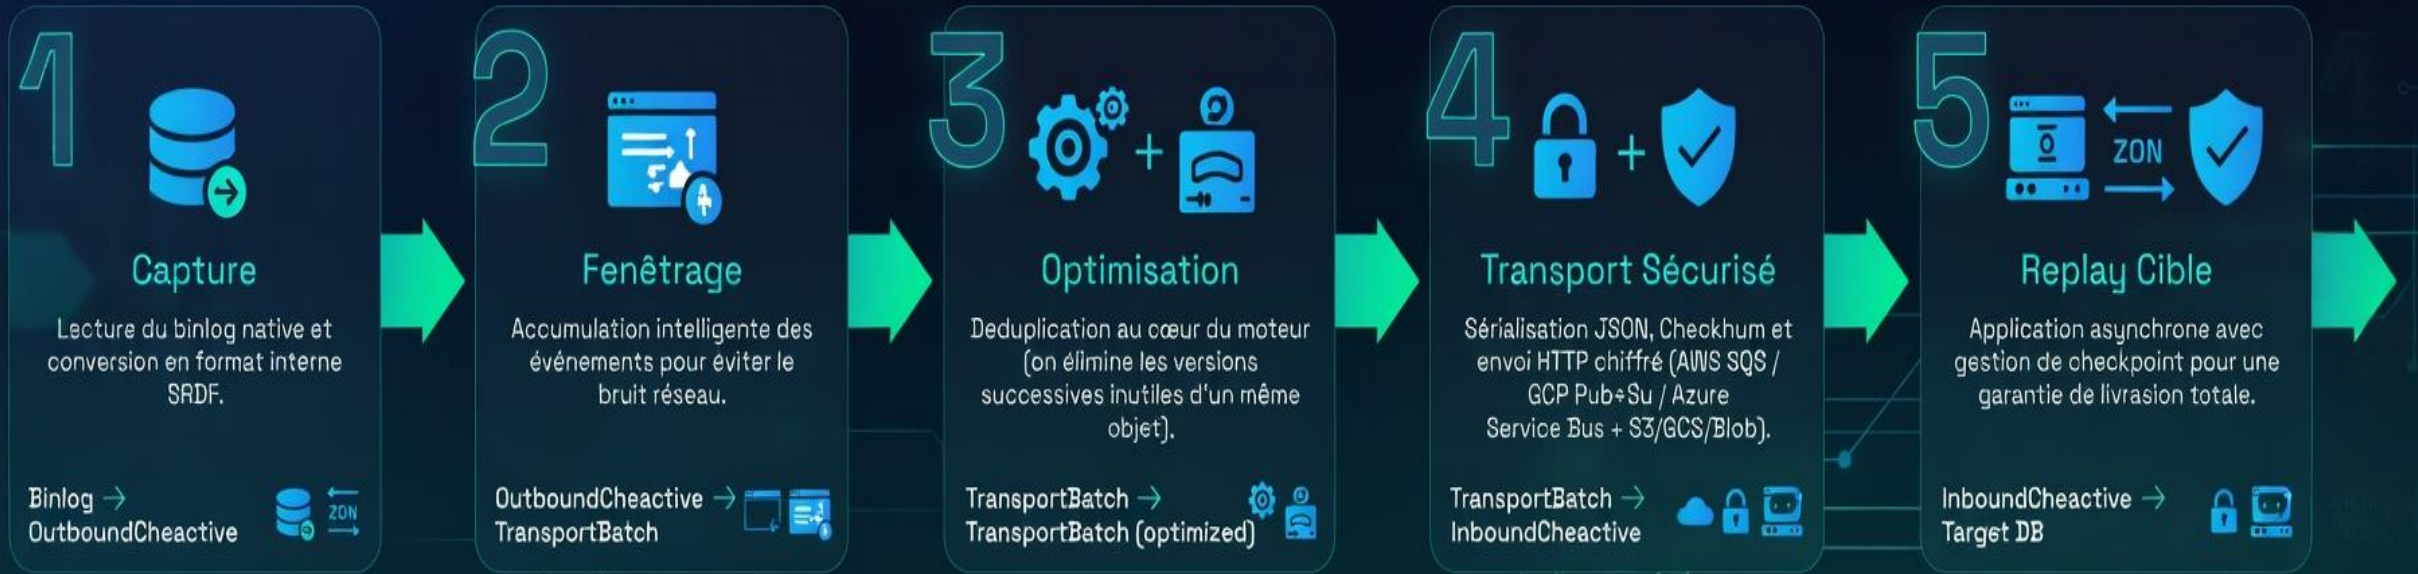 1
Capture
Lecture du binlog native et
conversion en format interne
SRDF.
Binlog →
OutboundCheactive
ZON
2
Fenêtrage
Accumulation intelligente des
événements pour éviter le
bruit réseau.
OutboundCheactive →
TransportBatch
3
Optimisation
Deduplication au cœur du moteur
(on élimine les versions
successives inutiles d'un même
objet).
TransportBatch →
TransportBatch (optimized)
4
Transport Sécurisé
Sérialisation JSON, Checkhum et
envoi HTTP chiffré (AWS SQS /
GCP Pub+Su / Azure
Service Bus + S3/GCS/Blob).
TransportBatch →
InboundCheactive
5
ZON
Replay Cible
Application asynchrone avec
gestion de checkpoint pour une
garantie de livrasion totale.
InboundCheactive →
Target DB